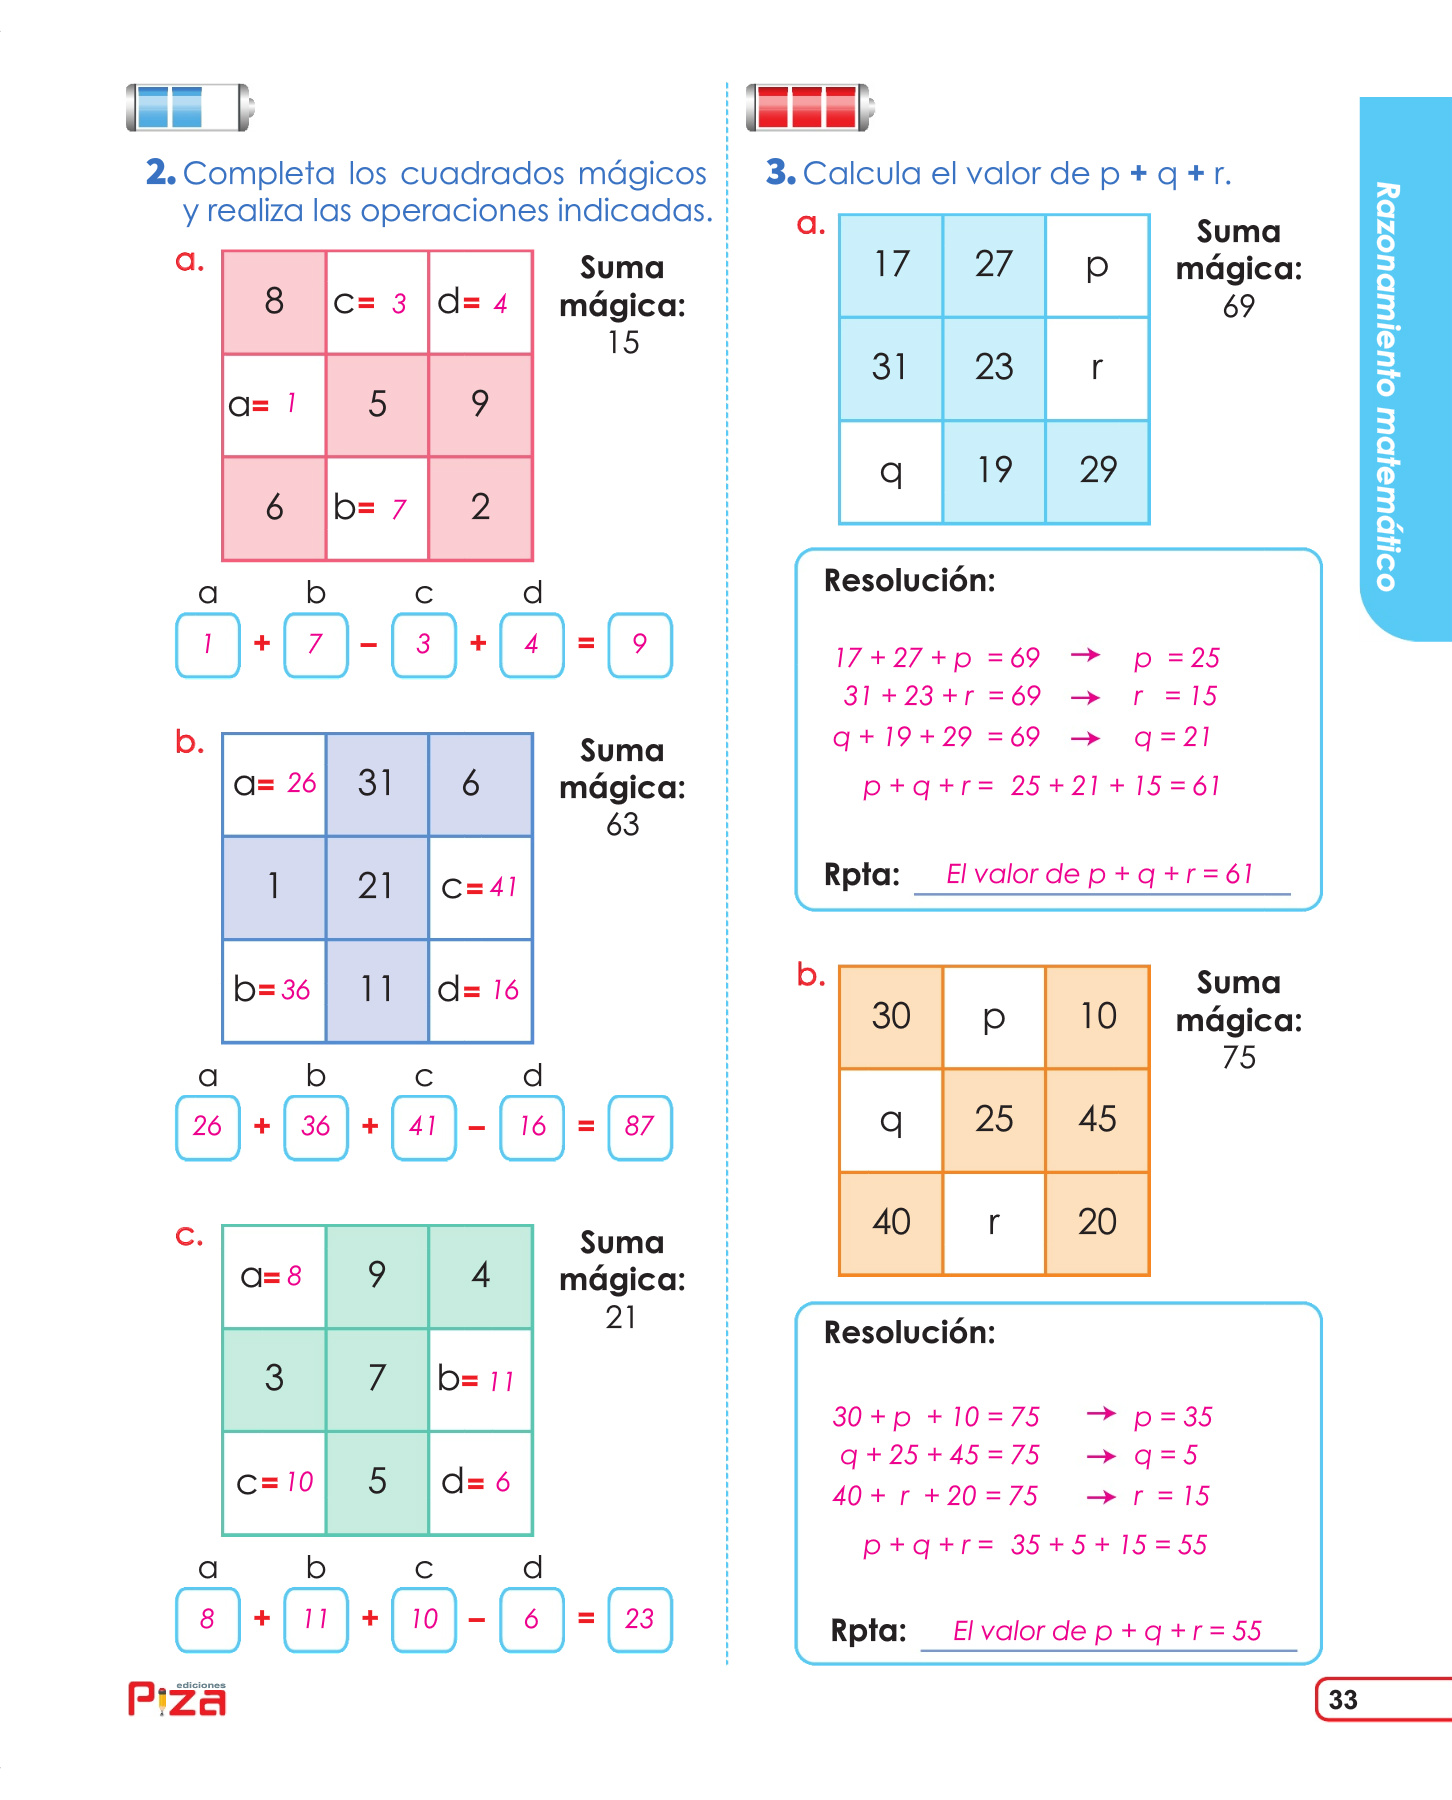 2. Completa los cuadrados mágicos
y realiza las operaciones indicadas.
a.
8 c= 3 d= 4
a= 1 5 9
6 b= 7 2
Suma
mágica:
15
a b c d
1 + 7 – 3 + 4 = 9
b.
a= 26 31 6
1 21 c= 41
b= 36 11 d= 16
Suma
mágica:
63
a b c d
26 + 36 + 41 – 16 = 87
c.
a= 8 9 4
3 7 b= 11
c= 10 5 d= 6
Suma
mágica:
21
a b c d
8 + 11 + 10 – 6 = 23
3. Calcula el valor de p + q + r.
a.
17 27 p
31 23 r
q 19 29
Suma
mágica:
69
Resolución:
17 + 27 + p = 69 → p = 25
31 + 23 + r = 69 → r = 15
q + 19 + 29 = 69 → q = 21
p + q + r = 25 + 21 + 15 = 61
Rpta: El valor de p + q + r = 61
b.
30 p 10
q 25 45
40 r 20
Suma
mágica:
75
Resolución:
30 + p + 10 = 75 → p = 35
q + 25 + 45 = 75 → q = 5
40 + r + 20 = 75 → r = 15
p + q + r = 35 + 5 + 15 = 55
Rpta: El valor de p + q + r = 55
Razonamiento matemático
ediciones
Piza
33